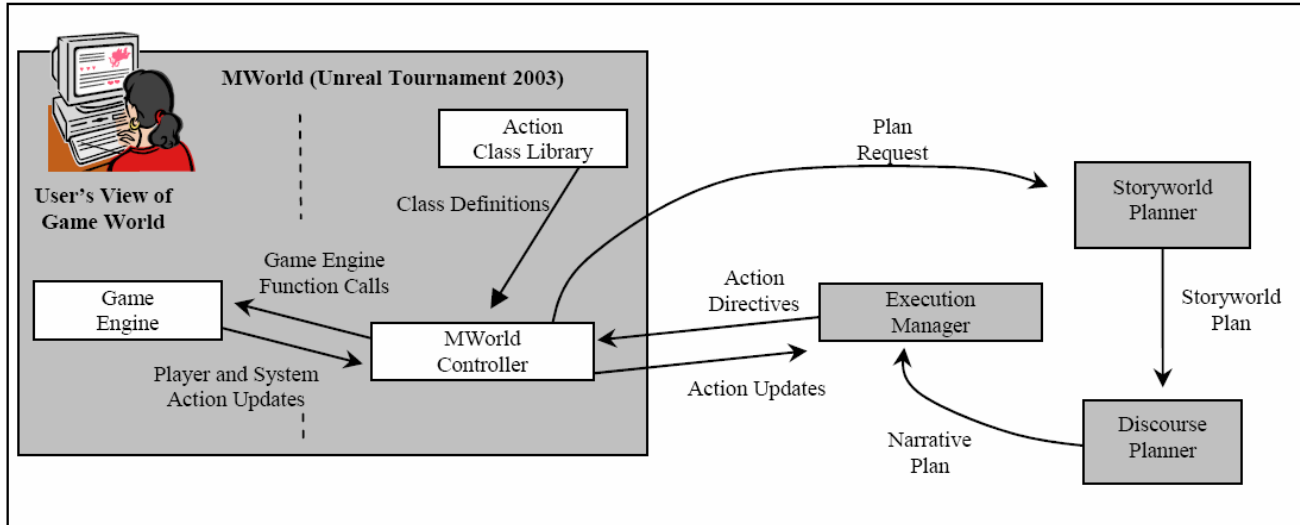 MWorld (Unreal Tournament 2003)
User's View of
Game World
Action
Class Library
Class Definitions
Game Engine
Function Calls
Game
Engine
MWorld
Controller
Player and System
Action Updates
Plan
Request
Storyworld
Planner
Action
Directives
Execution
Manager
Storyworld
Plan
Action Updates
Narrative
Plan
Discourse
Planner